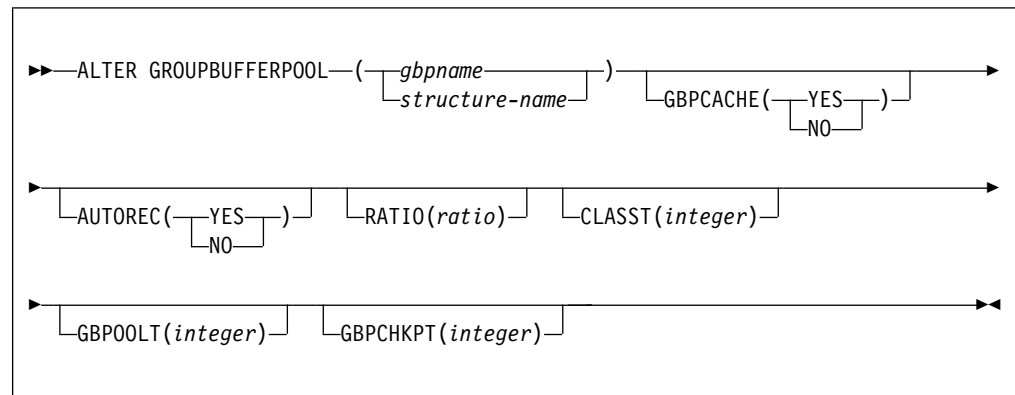 ALTER GROUPBUFFERPOOL ( gbpname )
structure-name
GBPCACHE( YES )
NO
AUTOREC( YES )
NO
RATIO(ratio)
CLASST(integer)
GBPOOLT(integer)
GBPCHKPT(integer)